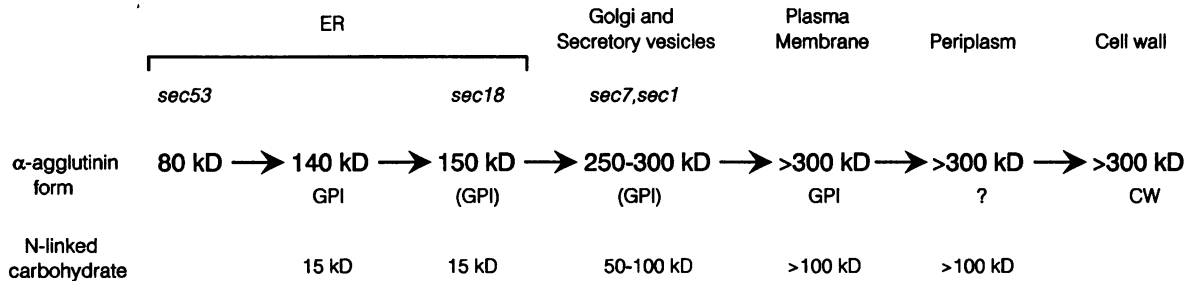 ER
Golgi and
Secretory vesicles
Plasma
Membrane
Periplasm
Cell wall
sec53
sec18
sec7,sec1
α-agglutinin
form
80 kD
140 kD
150 kD
250-300 kD
>300 kD
>300 kD
>300 kD
GPI
(GPI)
(GPI)
GPI
?
CW
N-linked
carbohydrate
15 kD
15 kD
50-100 kD
>100 kD
>100 kD